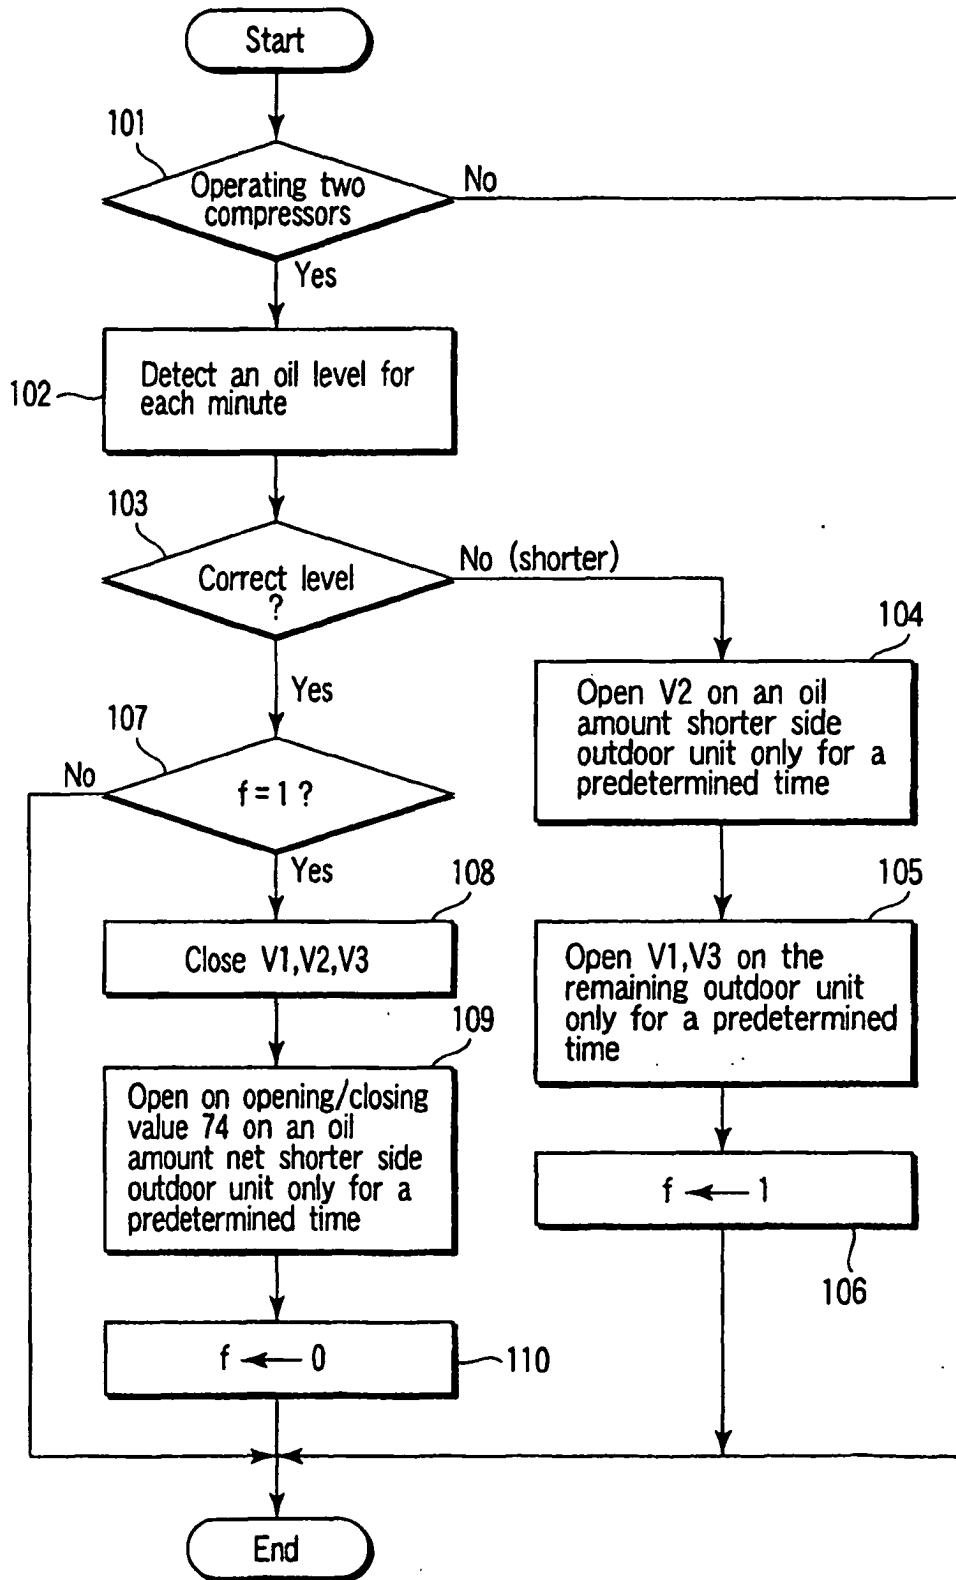 Start
101
Operating two
compressors
No
Yes
102
Detect an oil level for
each minute
103
Correct level
?
No (shorter)
Yes
104
Open V2 on an oil
amount shorter side
outdoor unit only for a
predetermined time
107
No
f = 1 ?
Yes
105
Open V1,V3 on the
remaining outdoor unit
only for a predetermined
time
108
Close V1,V2,V3
109
Open on opening/closing
value 74 on an oil
amount net shorter side
outdoor unit only for a
predetermined time
f ← 1
106
f ← 0
110
End